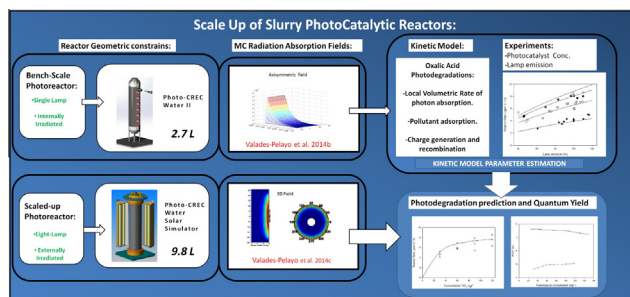 Scale Up of Slurry PhotoCatalytic Reactors:
Reactor Geometric constrains:
MC Radiation Absorption Fields:
Kinetic Model:
Experiments:
Bench-Scale
Photoreactor:
•Single Lamp
• Internally
Irradiated
Photo-CREC
Water II
2.7 L
Axisymmetric field
Valades-Pelayo et al. 2014b
Oxalic Acid
Photodegradations:
-Local Volumetric Rate of
photon absorption.
-Pollutant adsorption.
-Charge generation and
recombination
-Photocatalyst Conc.
-Lamp emission
KINETIC MODEL PARAMETER ESTIMATION
Scaled-up
Photoreactor:
•Eight-Lamp
• Externally
Irradiated
Photo-CREC
Water
Solar
Simulator
9.8 L
3D Field
Valades-Pelayo et al. 2014c
Photodegradation prediction and Quantum Yield